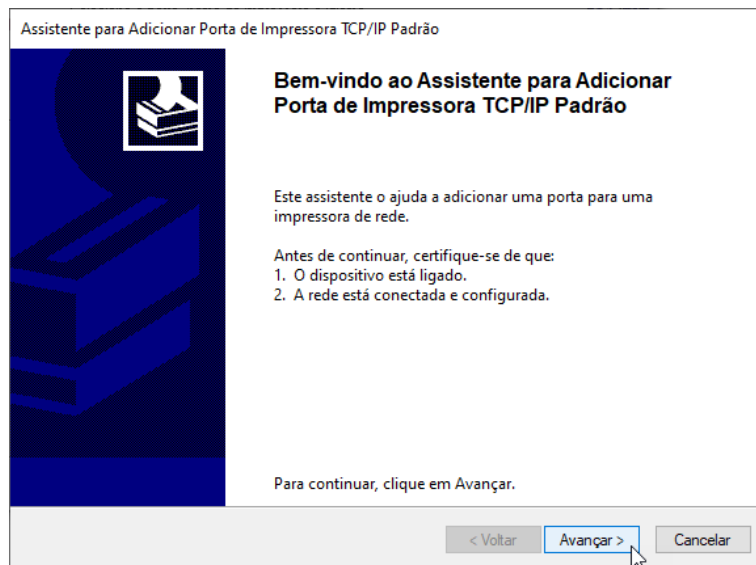 Assistente para Adicionar Porta de Impressora TCP/IP Padrão
Bem-vindo ao Assistente para Adicionar
Porta de Impressora TCP/IP Padrão
Este assistente o ajuda a adicionar uma porta para uma
impressora de rede.
Antes de continuar, certifique-se de que:
1. O dispositivo está ligado.
2. A rede está conectada e configurada.
Para continuar, clique em Avançar.
< Voltar
Avançar >
Cancelar